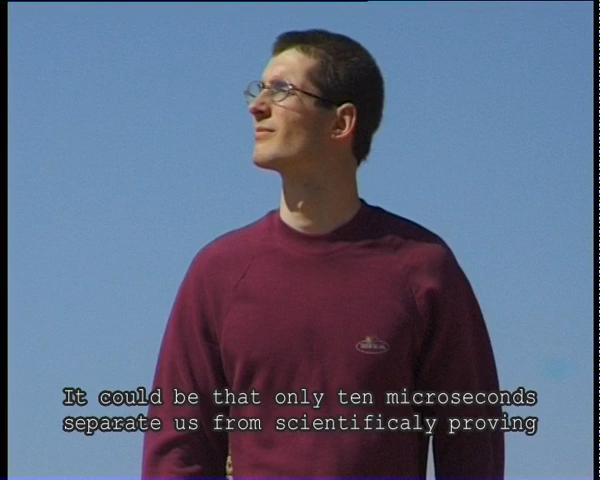 It could be that only ten microseconds
separate us from scientificaly proving